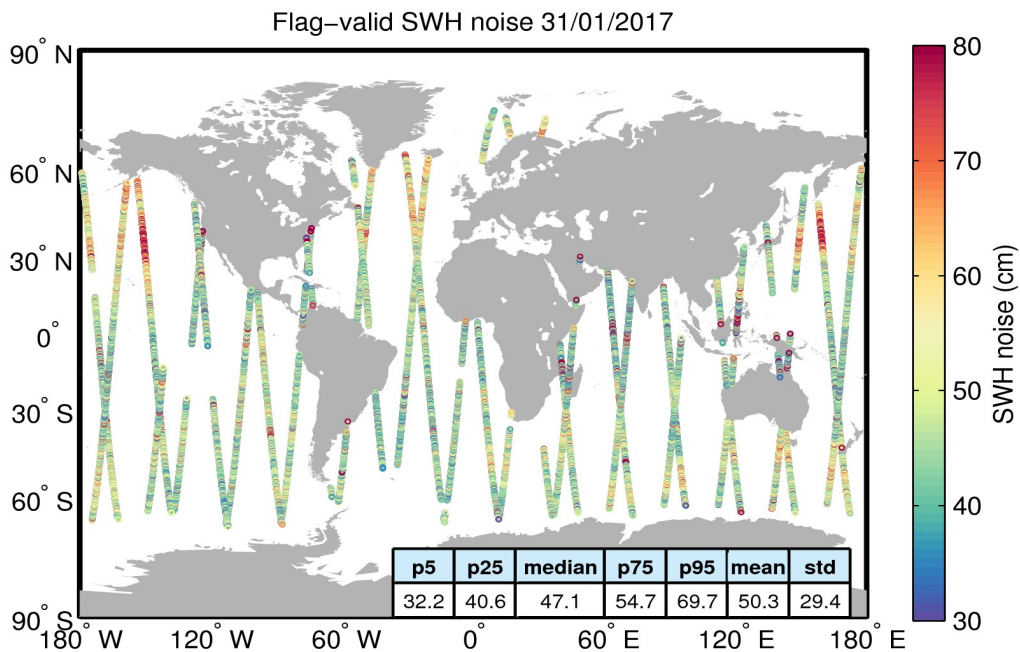 Flag−valid SWH noise 31/01/2017
90° N
60° N
30° N
0°
30° S
60° S
90° S
180° W
120° W
60° W
0°
60° E
120° E
180° E
p5 p25 median p75 p95 mean std
32.2 40.6 47.1 54.7 69.7 50.3 29.4
80
70
60
50
40
30
SWH noise (cm)